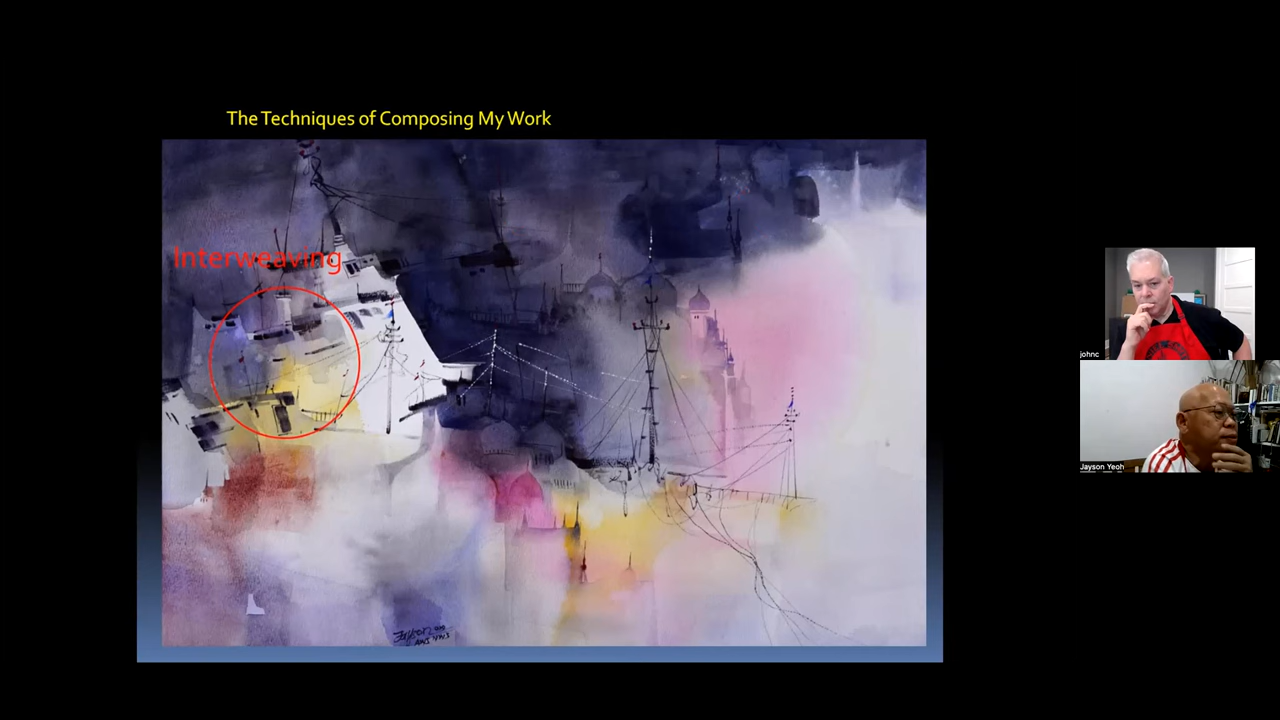 The Techniques of Composing My Work
Interweaving
johnc
Jayson Yeoh